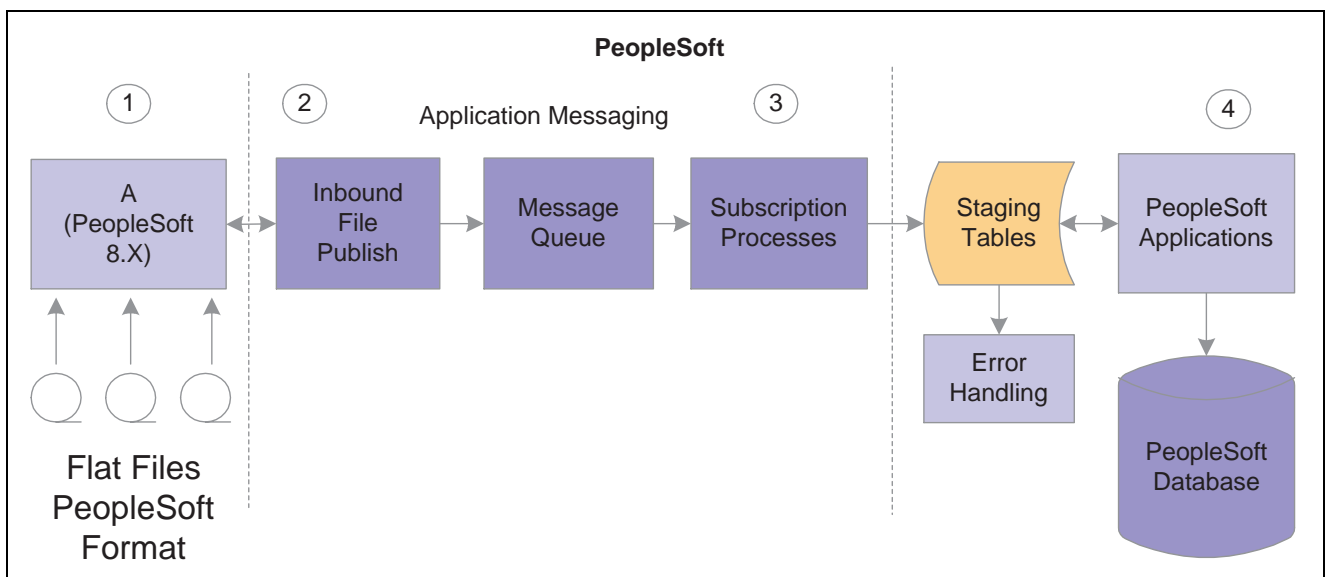 PeopleSoft
1
2
Application Messaging
3
4
A
(PeopleSoft
8.X)
Inbound
File
Publish
Message
Queue
Subscription
Processes
Staging
Tables
PeopleSoft
Applications
Error
Handling
PeopleSoft
Database
Flat Files
PeopleSoft
Format